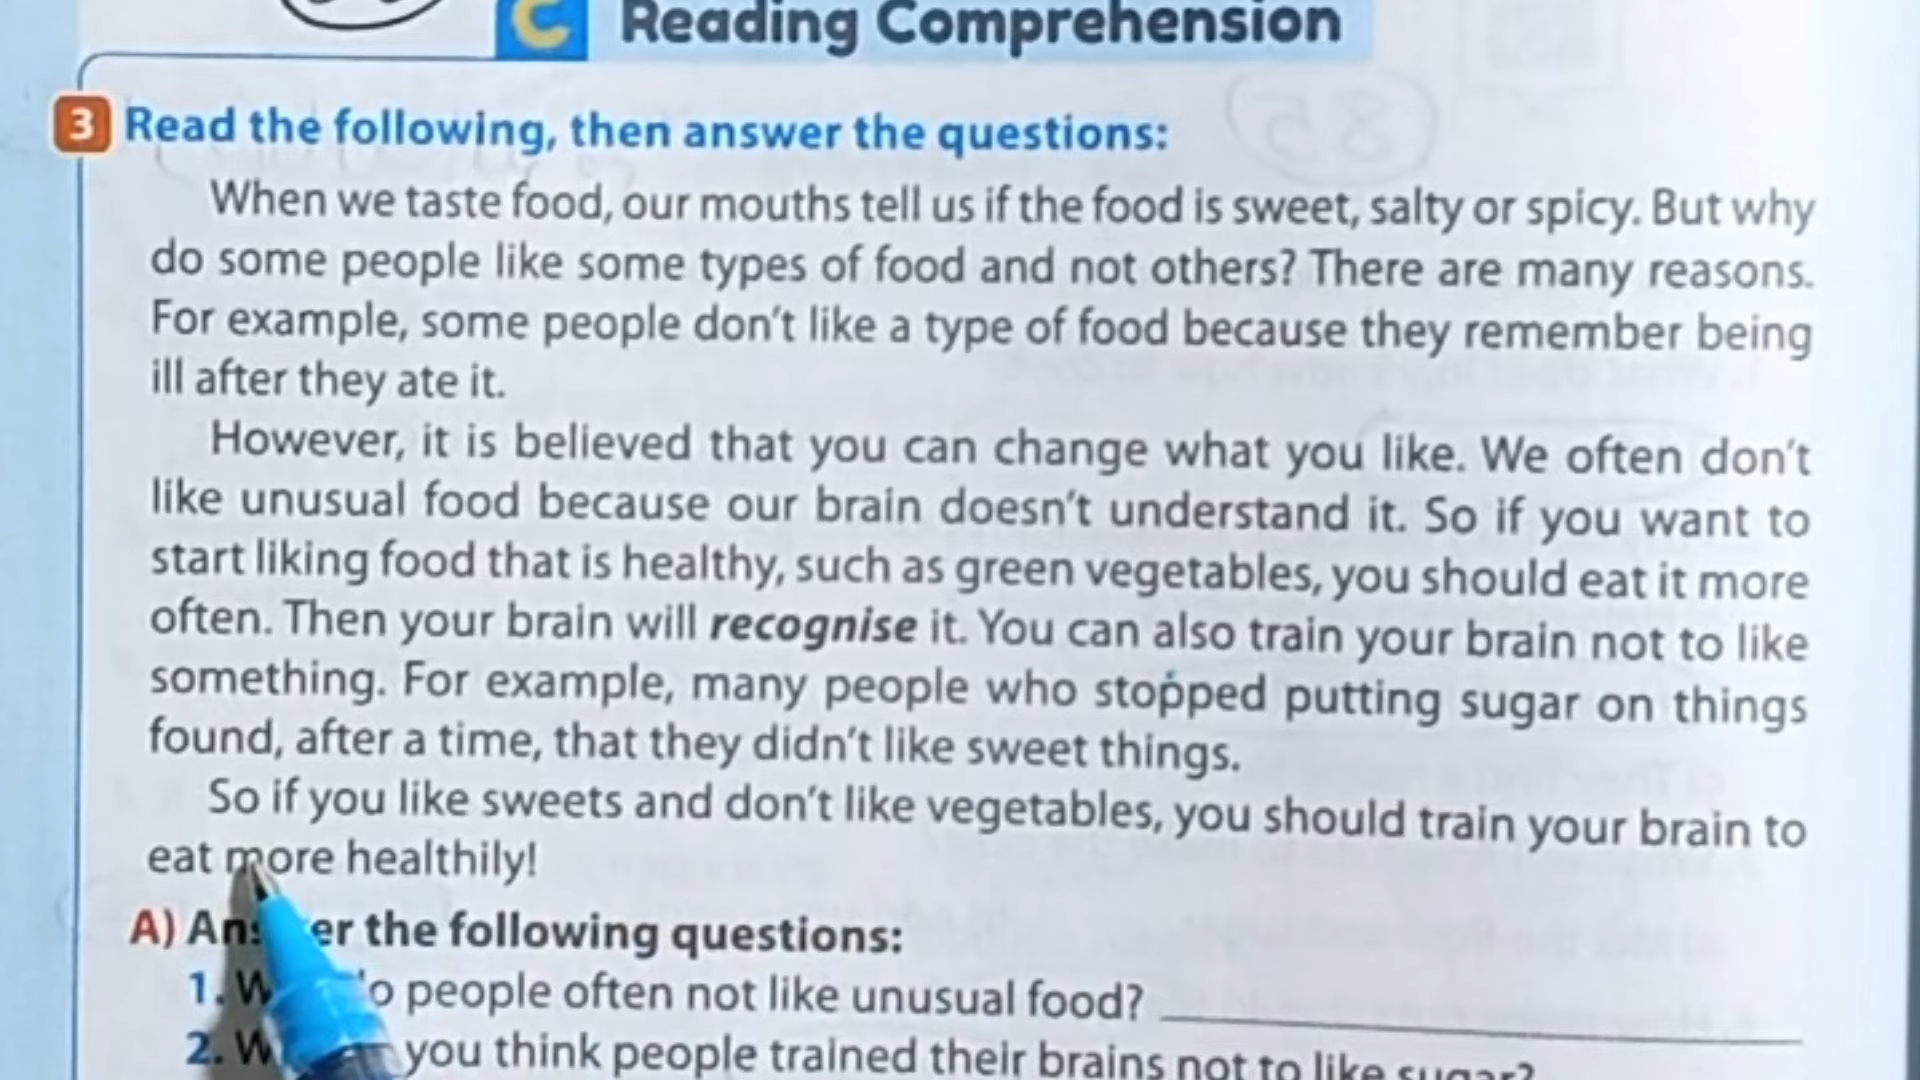 C Reading Comprehension
3 Read the following, then answer the questions:
When we taste food, our mouths tell us if the food is sweet, salty or spicy. But why
do some people like some types of food and not others? There are many reasons.
For example, some people don't like a type of food because they remember being
ill after they ate it.
However, it is believed that you can change what you like. We often don't
like unusual food because our brain doesn't understand it. So if you want to
start liking food that is healthy, such as green vegetables, you should eat it more
often. Then your brain will recognise it. You can also train your brain not to like
something. For example, many people who stopped putting sugar on things
found, after a time, that they didn't like sweet things.
So if you like sweets and don't like vegetables, you should train your brain to
eat more healthily!
A) Answer the following questions:
1. people often not like unusual food?
2. you think people trained their brains not to like sugar?